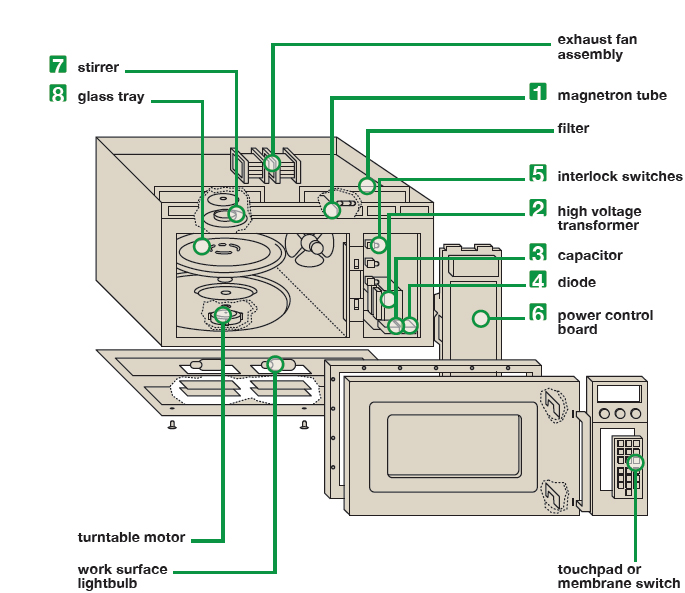 exhaust fan
assembly
7 stirrer
8 glass tray
1 magnetron tube
filter
5 interlock switches
2 high voltage
transformer
3 capacitor
4 diode
6 power control
board
turntable motor
work surface
lightbulb
touchpad or
membrane switch